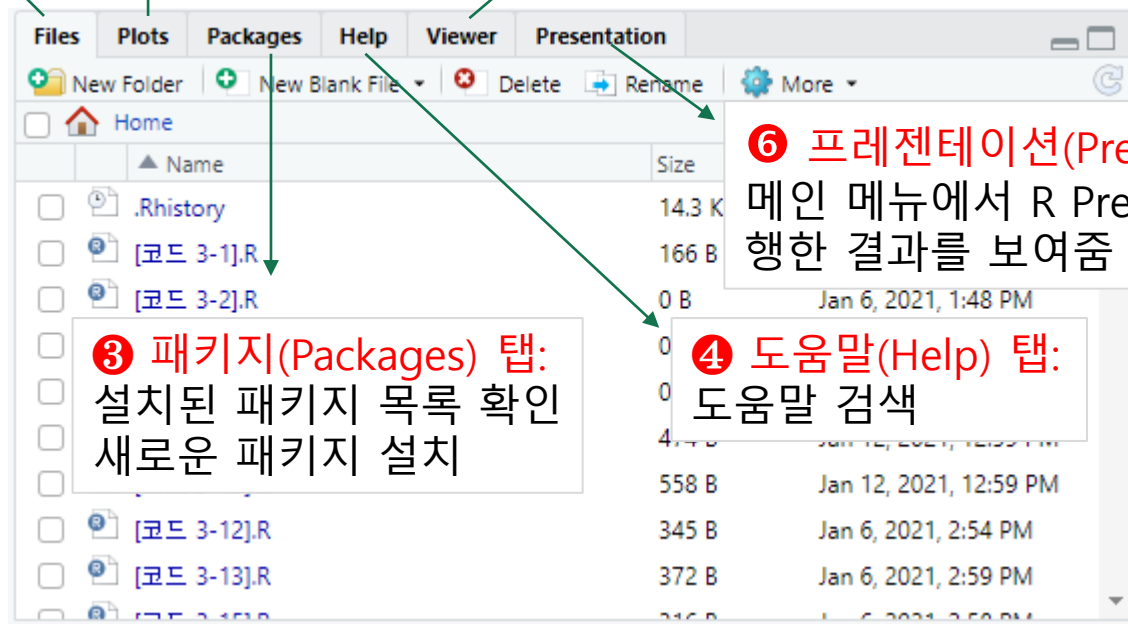 Files Plots Packages Help Viewer Presentation
New Folder New Blank File Delete Rename More
Home
Name Size
.Rhistory 14.3 K
❻ 프레젠테이션(Pre
메인 메뉴에서 R Pre
행한 결과를 보여줌
[코드 3-1].R 166 B
[코드 3-2].R 0 B Jan 6, 2021, 1:48 PM
❸ 패키지(Packages) 탭:
설치된 패키지 목록 확인
새로운 패키지 설치
❹ 도움말(Help) 탭:
도움말 검색
558 B Jan 12, 2021, 12:59 PM
[코드 3-12].R 345 B Jan 6, 2021, 2:54 PM
[코드 3-13].R 372 B Jan 6, 2021, 2:59 PM